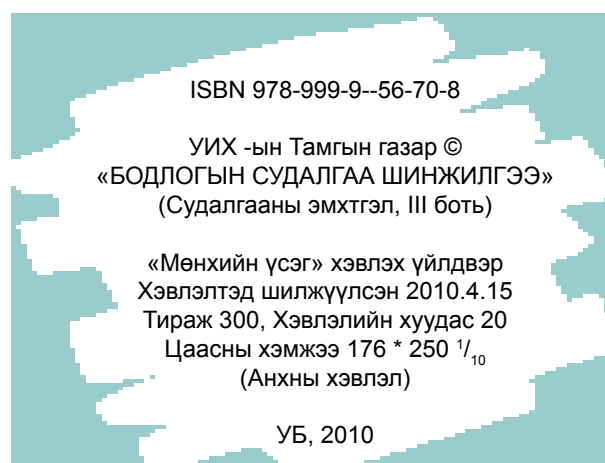 ISBN 978-999-9--56-70-8
УИХ -ын Тамгын газар ©
«БОДЛОГЫН СУДАЛГАА ШИНЖИЛГЭЭ»
(Судалгааны эмхтгэл, III боть)
«Мөнхийн үсэг» хэвлэх үйлдвэр
Хэвлэлтэд шилжүүлсэн 2010.4.15
Тираж 300, Хэвлэлийн хуудас 20
Цаасны хэмжээ 176 * 250 ¹/₁₀
(Анхны хэвлэл)
УБ, 2010